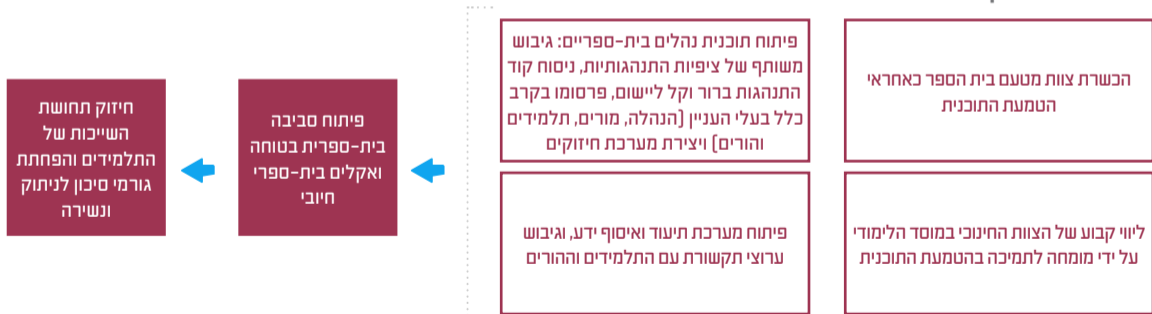 הכשרת צוות מטעם בית הספר כאחראי
הטמעת התוכנית
פיתוח תוכנית נהלים בית-ספריים: גיבוש
משותף של ציפיות התנהגותיות, ניסוח קוד
התנהגות ברור וקל ליישום, פרסומו בקרב
כלל בעלי העניין (הנהלה, מורים, תלמידים
והורים) ויצירת מערכת חיזוקים
ליווי קבוע של הצוות החינוכי במוסד הלימודי
על ידי מומחה לתמיכה בהטמעת התוכנית
פיתוח מערכת תיעוד ואיסוף ידע, וגיבוש
ערוצי תקשורת עם התלמידים וההורים
פיתוח סביבה
בית-ספרית בטוחה
ואקלים בית-ספרי
חיובי
חיזוק תחושת
השייכות של
התלמידים והפחתת
גורמי סיכון לניתוק
ונשירה